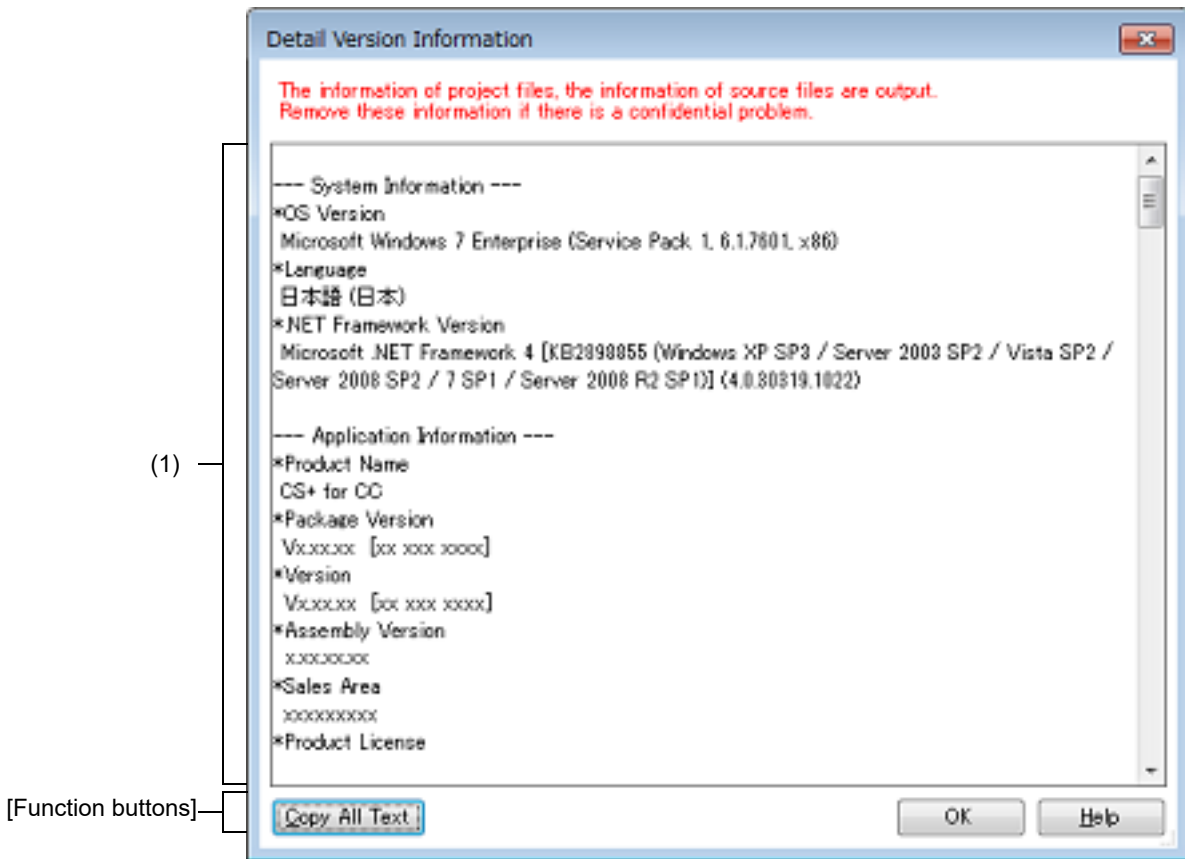 Detail Version Information
The information of project files, the information of source files are output.
Remove these information if there is a confidential problem.
--- System Information ---
*OS Version
Microsoft Windows 7 Enterprise (Service Pack 1, 6.1.7601, x86)
*Language
日本語 (日本)
*.NET Framework Version
Microsoft .NET Framework 4 [KB2898855 (Windows XP SP3 / Server 2003 SP2 / Vista SP2 /
Server 2008 SP2 / 7 SP1 / Server 2008 R2 SP1)] (4.0.30319.1022)
--- Application Information ---
(1)
*Product Name
CS+ for CC
*Package Version
Vx.xx.xx [xx xxx xxxx]
*Version
Vx.xx.xx [xx xxx xxxx]
*Assembly Version
x.xx.xx.xx
*Sales Area
xxxxxxxxx
*Product License
[Function buttons]
Copy All Text
OK
Help